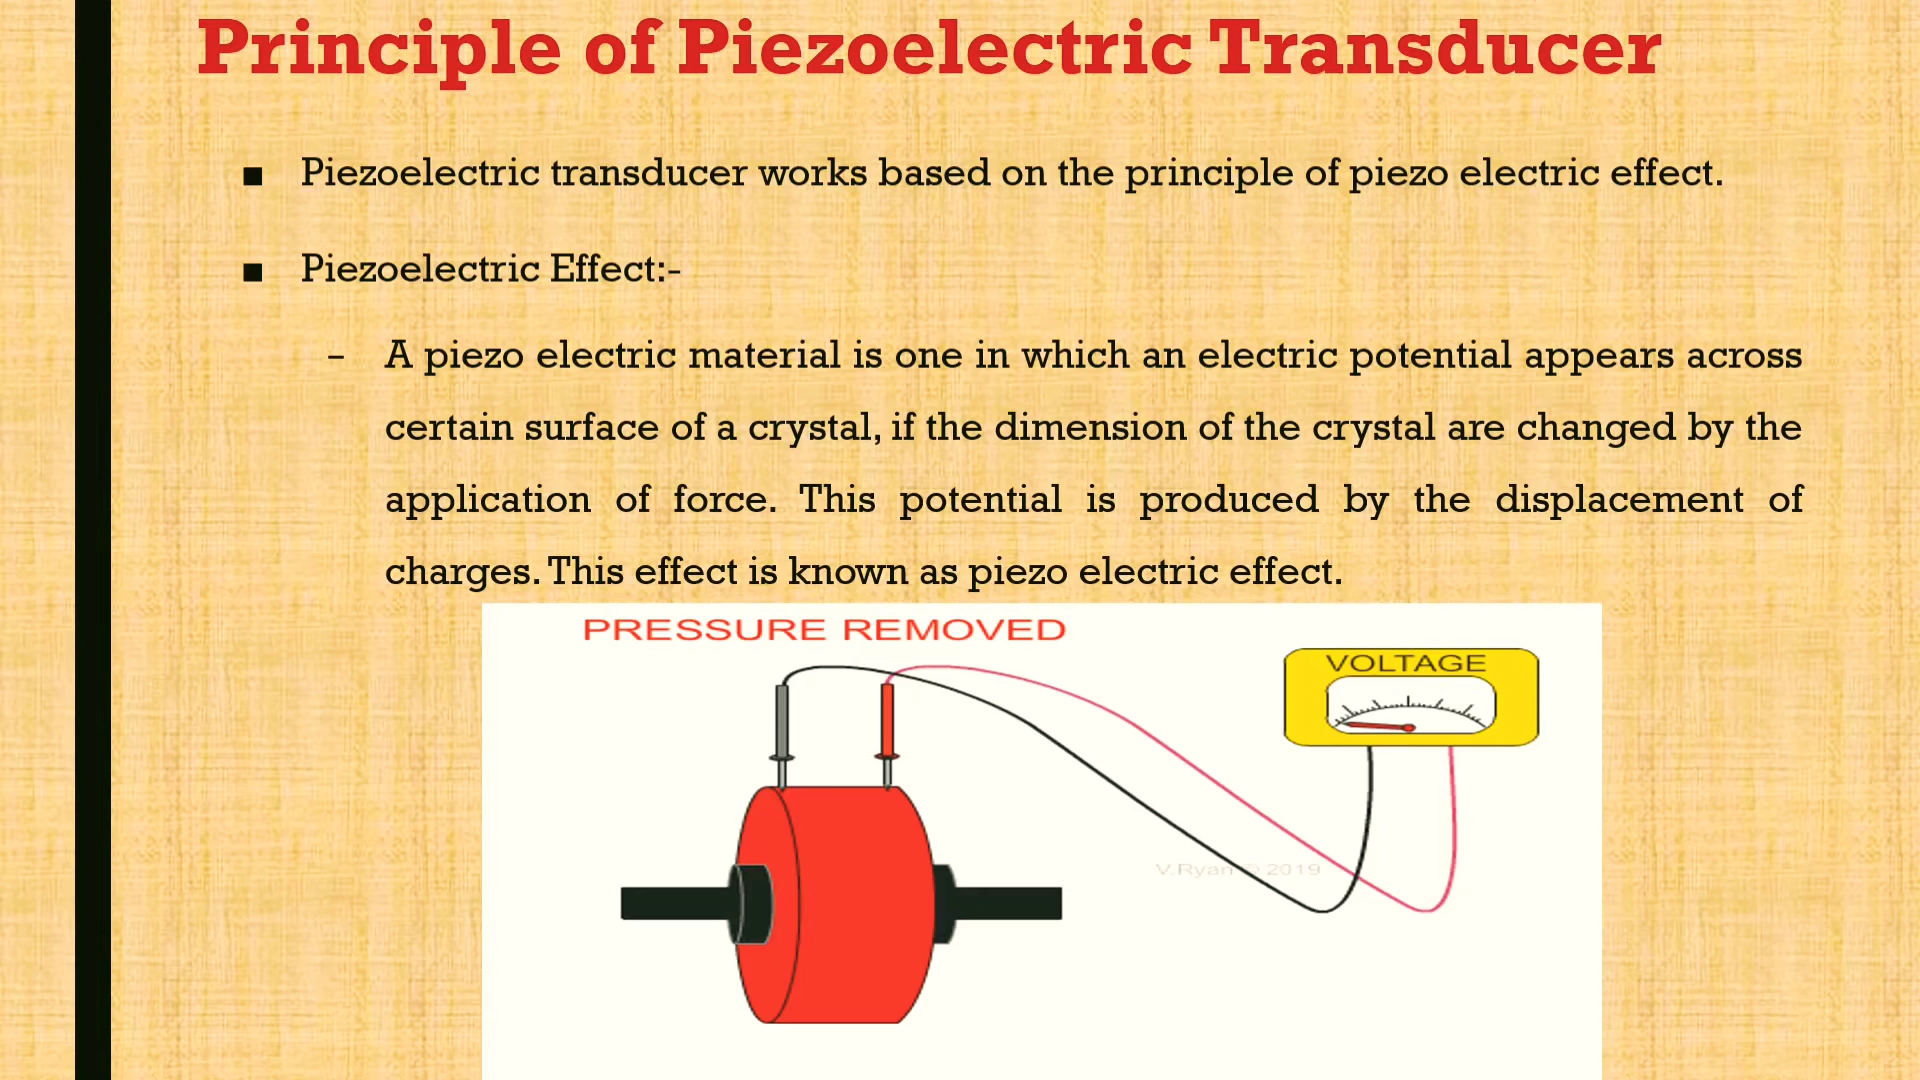 Principle of Piezoelectric Transducer
■ Piezoelectric transducer works based on the principle of piezo electric effect.
■ Piezoelectric Effect:-
– A piezo electric material is one in which an electric potential appears across
certain surface of a crystal, if the dimension of the crystal are changed by the
application of force. This potential is produced by the displacement of
charges. This effect is known as piezo electric effect.
PRESSURE REMOVED
VOLTAGE
V.Ryan © 2019